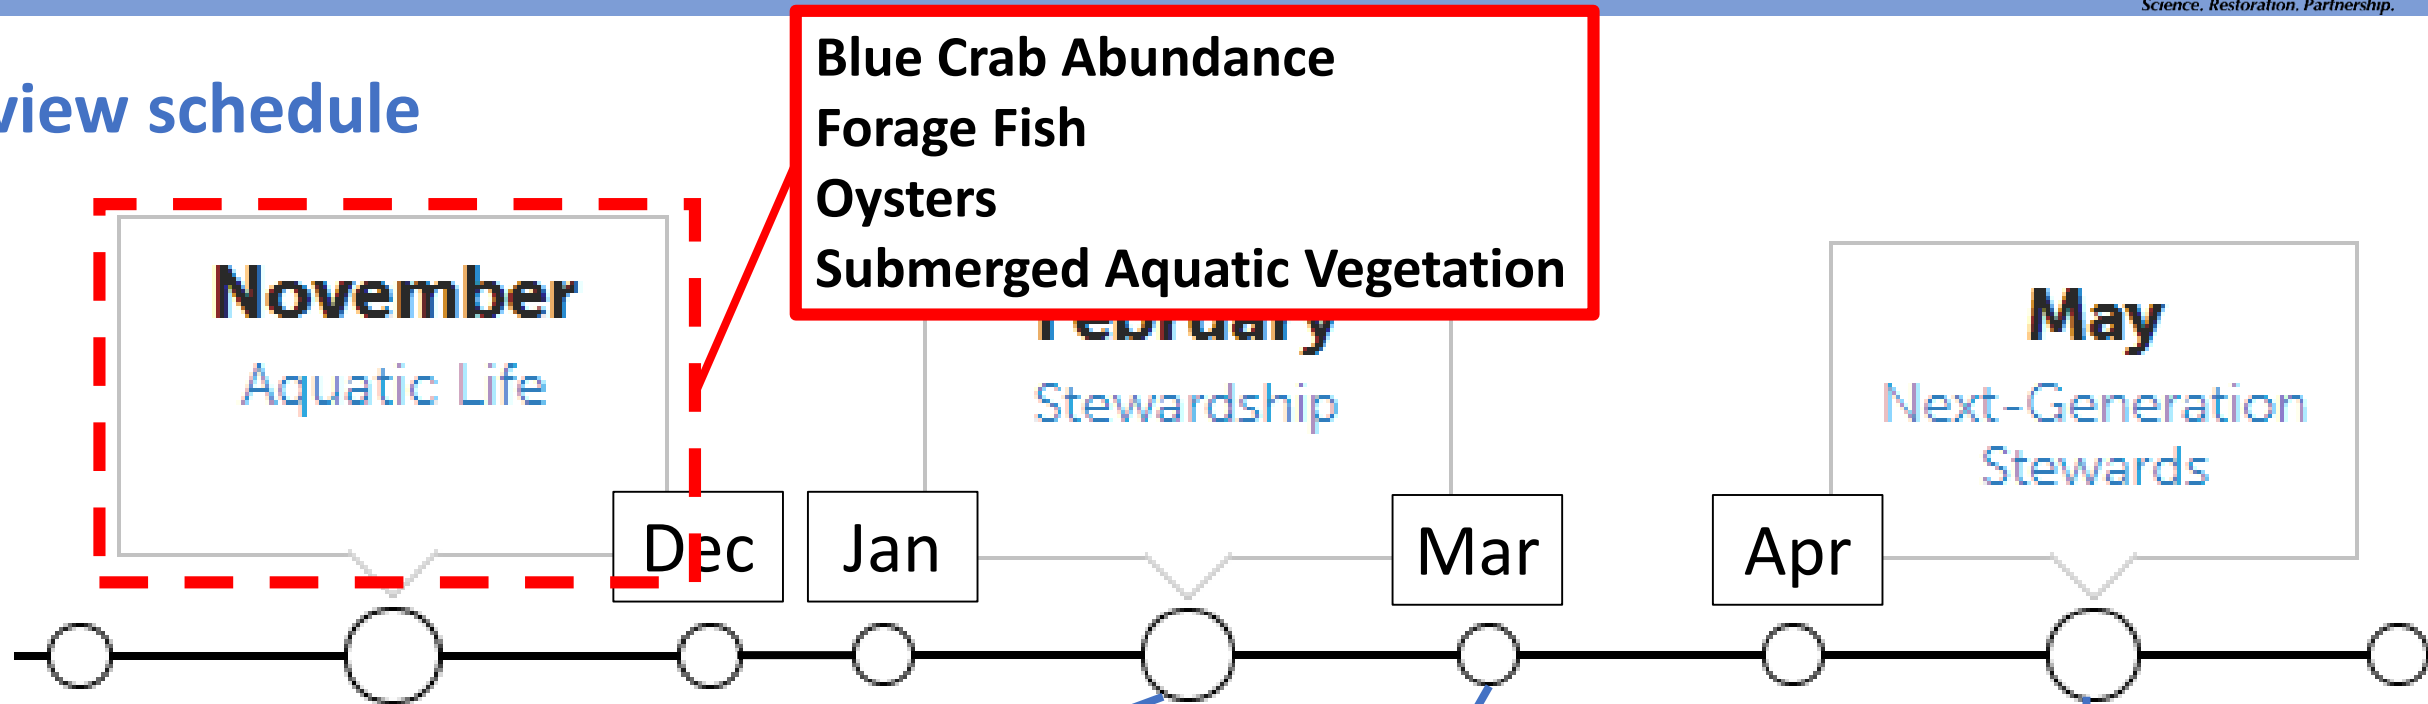 Science. Restoration. Partnership.
view schedule
Blue Crab Abundance
Forage Fish
Oysters
Submerged Aquatic Vegetation
November
Aquatic Life
February
Stewardship
May
Next-Generation
Stewards
Dec
Jan
Mar
Apr